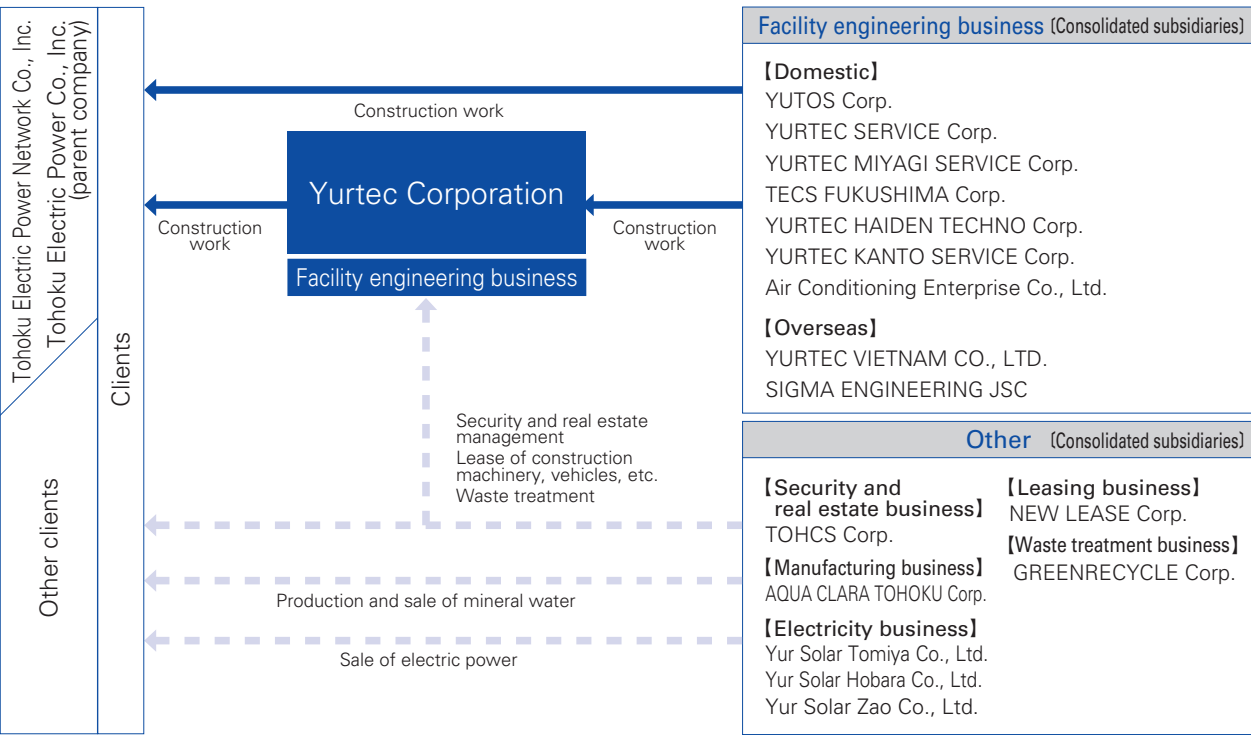 Tohoku Electric Power Network Co., Inc.
Tohoku Electric Power Co., Inc.
(parent company)
Other clients
Clients
Construction work
Yurtec Corporation
Facility engineering business
Construction
work
Construction
work
Security and real estate
management
Lease of construction
machinery, vehicles, etc.
Waste treatment
Production and sale of mineral water
Sale of electric power
Facility engineering business (Consolidated subsidiaries)
【Domestic】
YUTOS Corp.
YURTEC SERVICE Corp.
YURTEC MIYAGI SERVICE Corp.
TECS FUKUSHIMA Corp.
YURTEC HAIDEN TECHNO Corp.
YURTEC KANTO SERVICE Corp.
Air Conditioning Enterprise Co., Ltd.
【Overseas】
YURTEC VIETNAM CO., LTD.
SIGMA ENGINEERING JSC
Other (Consolidated subsidiaries)
【Security and
real estate business】
TOHCS Corp.
【Manufacturing business】
AQUA CLARA TOHOKU Corp.
【Electricity business】
Yur Solar Tomiya Co., Ltd.
Yur Solar Hobara Co., Ltd.
Yur Solar Zao Co., Ltd.
【Leasing business】
NEW LEASE Corp.
【Waste treatment business】
GREENRECYCLE Corp.